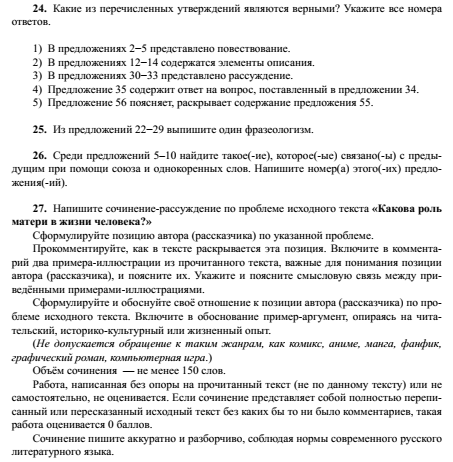 24. Какие из перечисленных утверждений являются верными? Укажите все номера
ответов.
1) В предложениях 2−5 представлено повествование.
2) В предложениях 12−14 содержатся элементы описания.
3) В предложениях 30−33 представлено рассуждение.
4) Предложение 35 содержит ответ на вопрос, поставленный в предложении 34.
5) Предложение 56 поясняет, раскрывает содержание предложения 55.
25. Из предложений 22−29 выпишите один фразеологизм.
26. Среди предложений 5−10 найдите такое(-ие), которое(-ые) связано(-ы) с преды-
дущим при помощи союза и однокоренных слов. Напишите номер(а) этого(-их) предло-
жения(-ий).
27. Напишите сочинение-рассуждение по проблеме исходного текста «Какова роль
матери в жизни человека?»
Сформулируйте позицию автора (рассказчика) по указанной проблеме.
Прокомментируйте, как в тексте раскрывается эта позиция. Включите в коммента-
рий два примера-иллюстрации из прочитанного текста, важные для понимания позиции
автора (рассказчика), и поясните их. Укажите и поясните смысловую связь между при-
ведёнными примерами-иллюстрациями.
Сформулируйте и обоснуйте своё отношение к позиции автора (рассказчика) по про-
блеме исходного текста. Включите в обоснование пример-аргумент, опираясь на чита-
тельский, историко-культурный или жизненный опыт.
(Не допускается обращение к таким жанрам, как комикс, аниме, манга, фанфик,
графический роман, компьютерная игра.)
Объём сочинения — не менее 150 слов.
Работа, написанная без опоры на прочитанный текст (не по данному тексту) или не
самостоятельно, не оценивается. Если сочинение представляет собой полностью перепи-
санный или пересказанный исходный текст без каких бы то ни было комментариев, такая
работа оценивается 0 баллов.
Сочинение пишите аккуратно и разборчиво, соблюдая нормы современного русского
литературного языка.